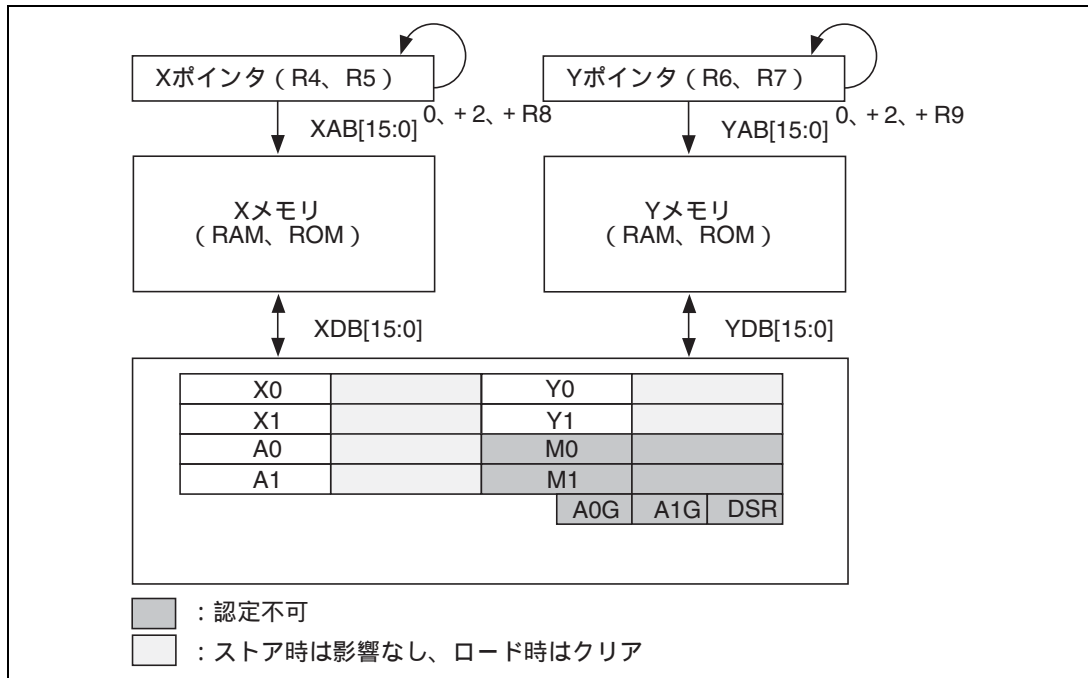 Xポインタ(R4、R5)
Yポインタ(R6、R7)
XAB[15:0]
0、+2、+R8
YAB[15:0]
0、+2、+R9
Xメモリ
(RAM、ROM)
Yメモリ
(RAM、ROM)
XDB[15:0]
YDB[15:0]
X0
Y0
X1
Y1
A0
M0
A1
M1
A0G
A1G
DSR
:認定不可
:ストア時は影響なし、ロード時はクリア